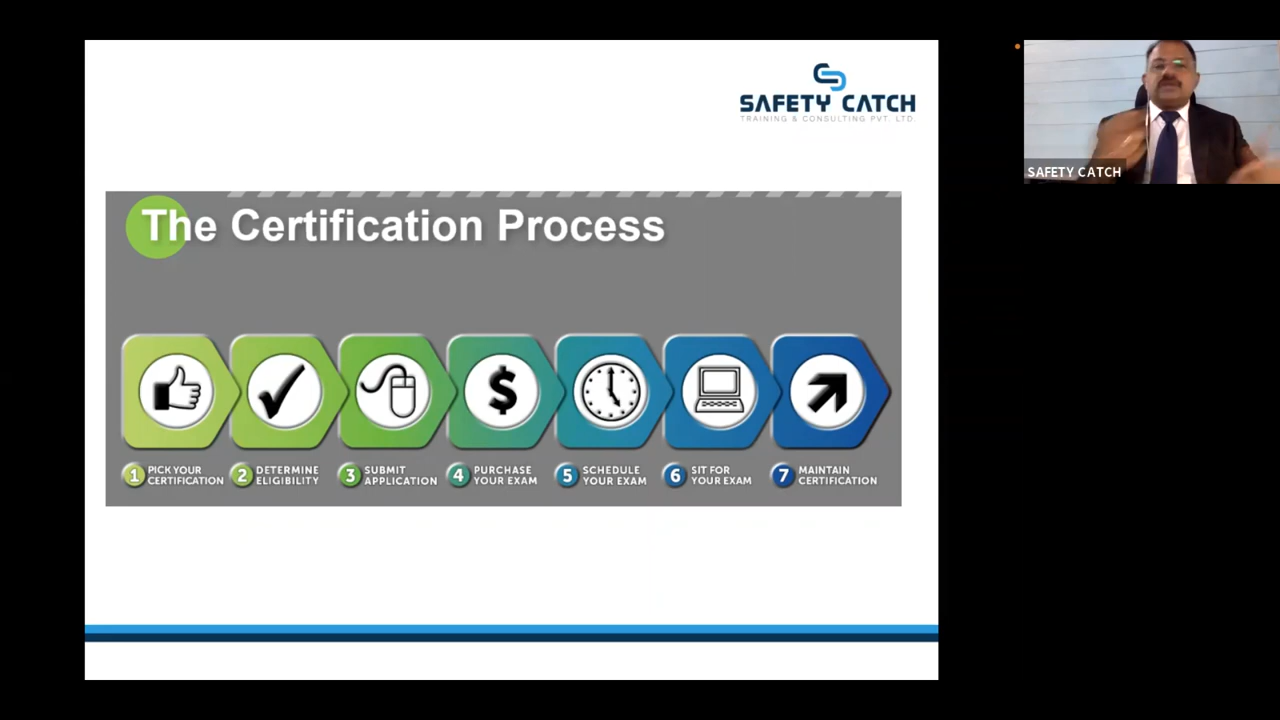 SAFETY CATCH
TRAINING & CONSULTING PVT. LTD.
SAFETY CATCH
The Certification Process
1 PICK YOUR
CERTIFICATION
2 DETERMINE
ELIGIBILITY
3 SUBMIT
APPLICATION
4 PURCHASE
YOUR EXAM
5 SCHEDULE
YOUR EXAM
6 SIT FOR
YOUR EXAM
7 MAINTAIN
CERTIFICATION